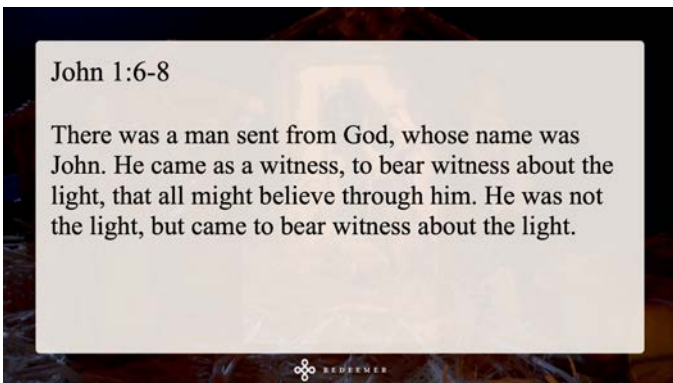 John 1:6-8
There was a man sent from God, whose name was
John. He came as a witness, to bear witness about the
light, that all might believe through him. He was not
the light, but came to bear witness about the light.
REDEEMER